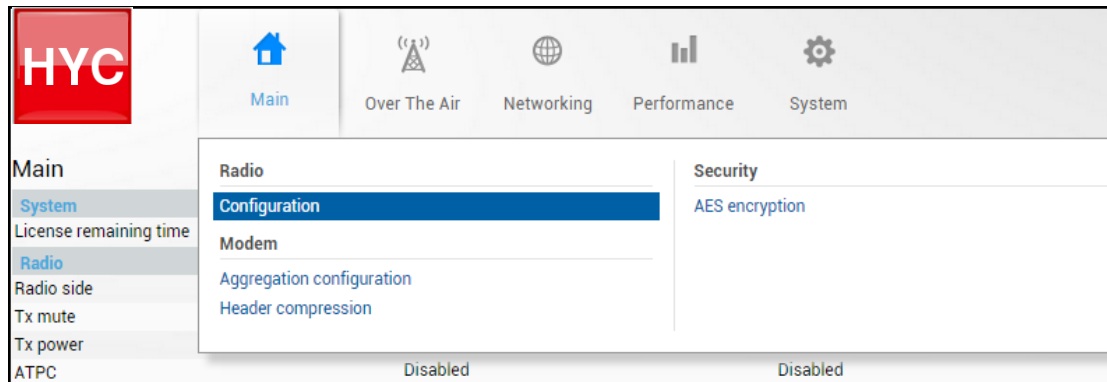 HYC
Main
Over The Air
Networking
Performance
System
Main
System
License remaining time
Radio
Radio side
Tx mute
Tx power
ATPC
Disabled
Disabled
Radio
Configuration
Modem
Aggregation configuration
Header compression
Security
AES encryption